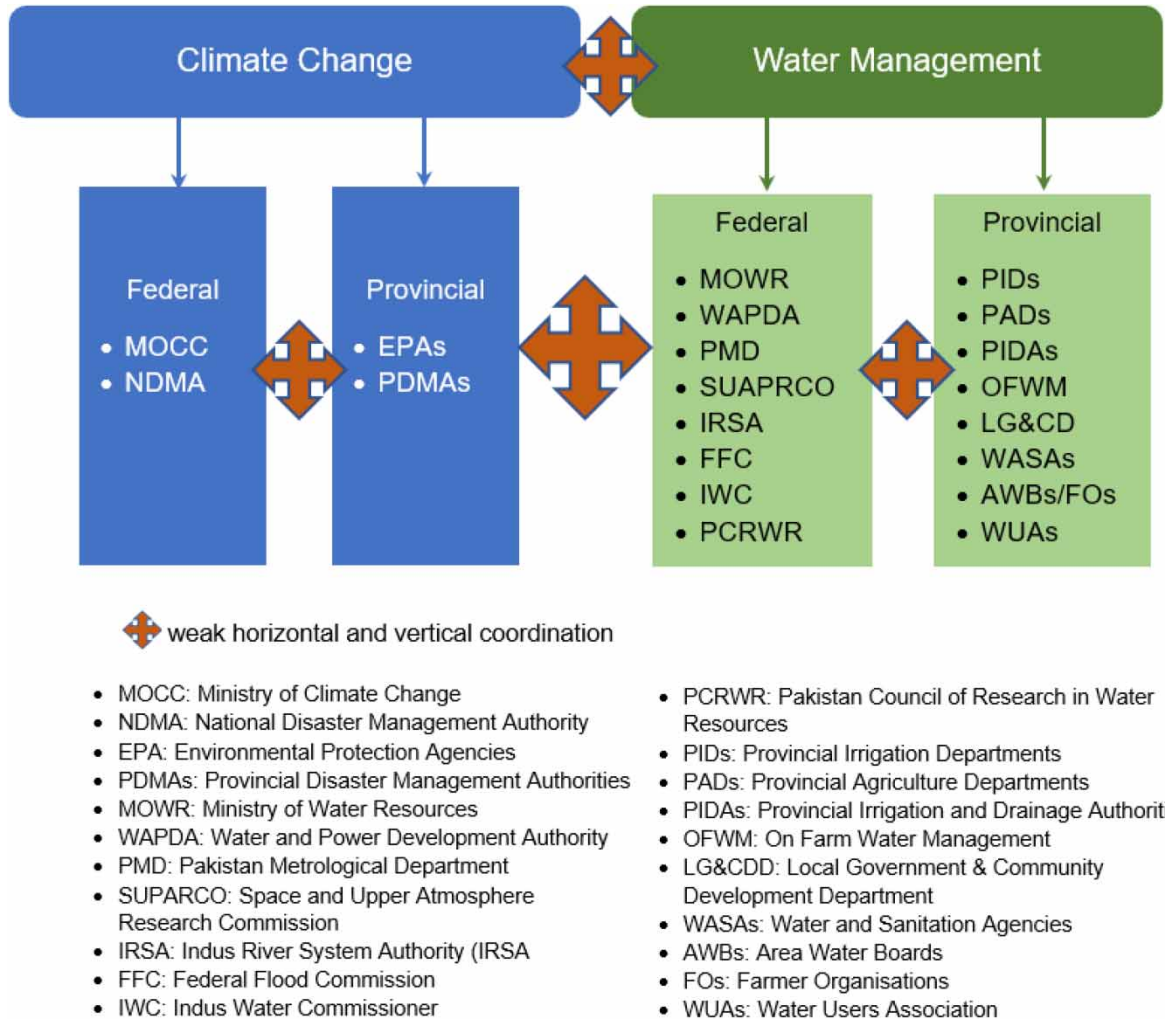 Climate Change
Water Management
Federal
• MOCC
• NDMA
Provincial
• EPAs
• PDMAs
Federal
• MOWR
• WAPDA
• PMD
• SUAPRCO
• IRSA
• FFC
• IWC
• PCRWR
Provincial
• PIDs
• PADs
• PIDAs
• OFWM
• LG&CD
• WASAs
• AWBs/FOs
• WUAs
weak horizontal and vertical coordination
• MOCC: Ministry of Climate Change
• NDMA: National Disaster Management Authority
• EPA: Environmental Protection Agencies
• PDMAs: Provincial Disaster Management Authorities
• MOWR: Ministry of Water Resources
• WAPDA: Water and Power Development Authority
• PMD: Pakistan Metrological Department
• SUPARCO: Space and Upper Atmosphere
Research Commission
• IRSA: Indus River System Authority (IRSA
• FFC: Federal Flood Commission
• IWC: Indus Water Commissioner
• PCRWR: Pakistan Council of Research in Water
Resources
• PIDs: Provincial Irrigation Departments
• PADs: Provincial Agriculture Departments
• PIDAs: Provincial Irrigation and Drainage Authoriti
• OFWM: On Farm Water Management
• LG&CDD: Local Government & Community
Development Department
• WASAs: Water and Sanitation Agencies
• AWBs: Area Water Boards
• FOs: Farmer Organisations
• WUAs: Water Users Association